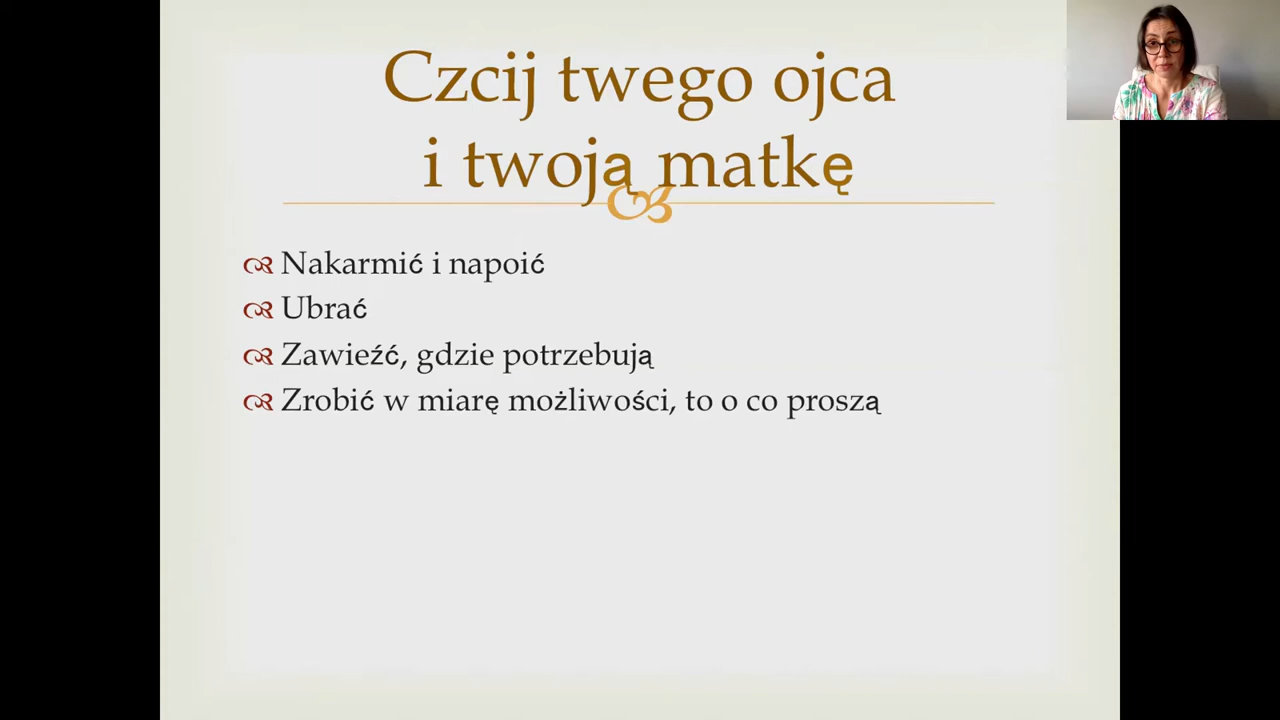 Czcij twego ojca
i twoją matkę
Nakarmić i napoić
Ubrać
Zawieźć, gdzie potrzebują
Zrobić w miarę możliwości, to o co proszą